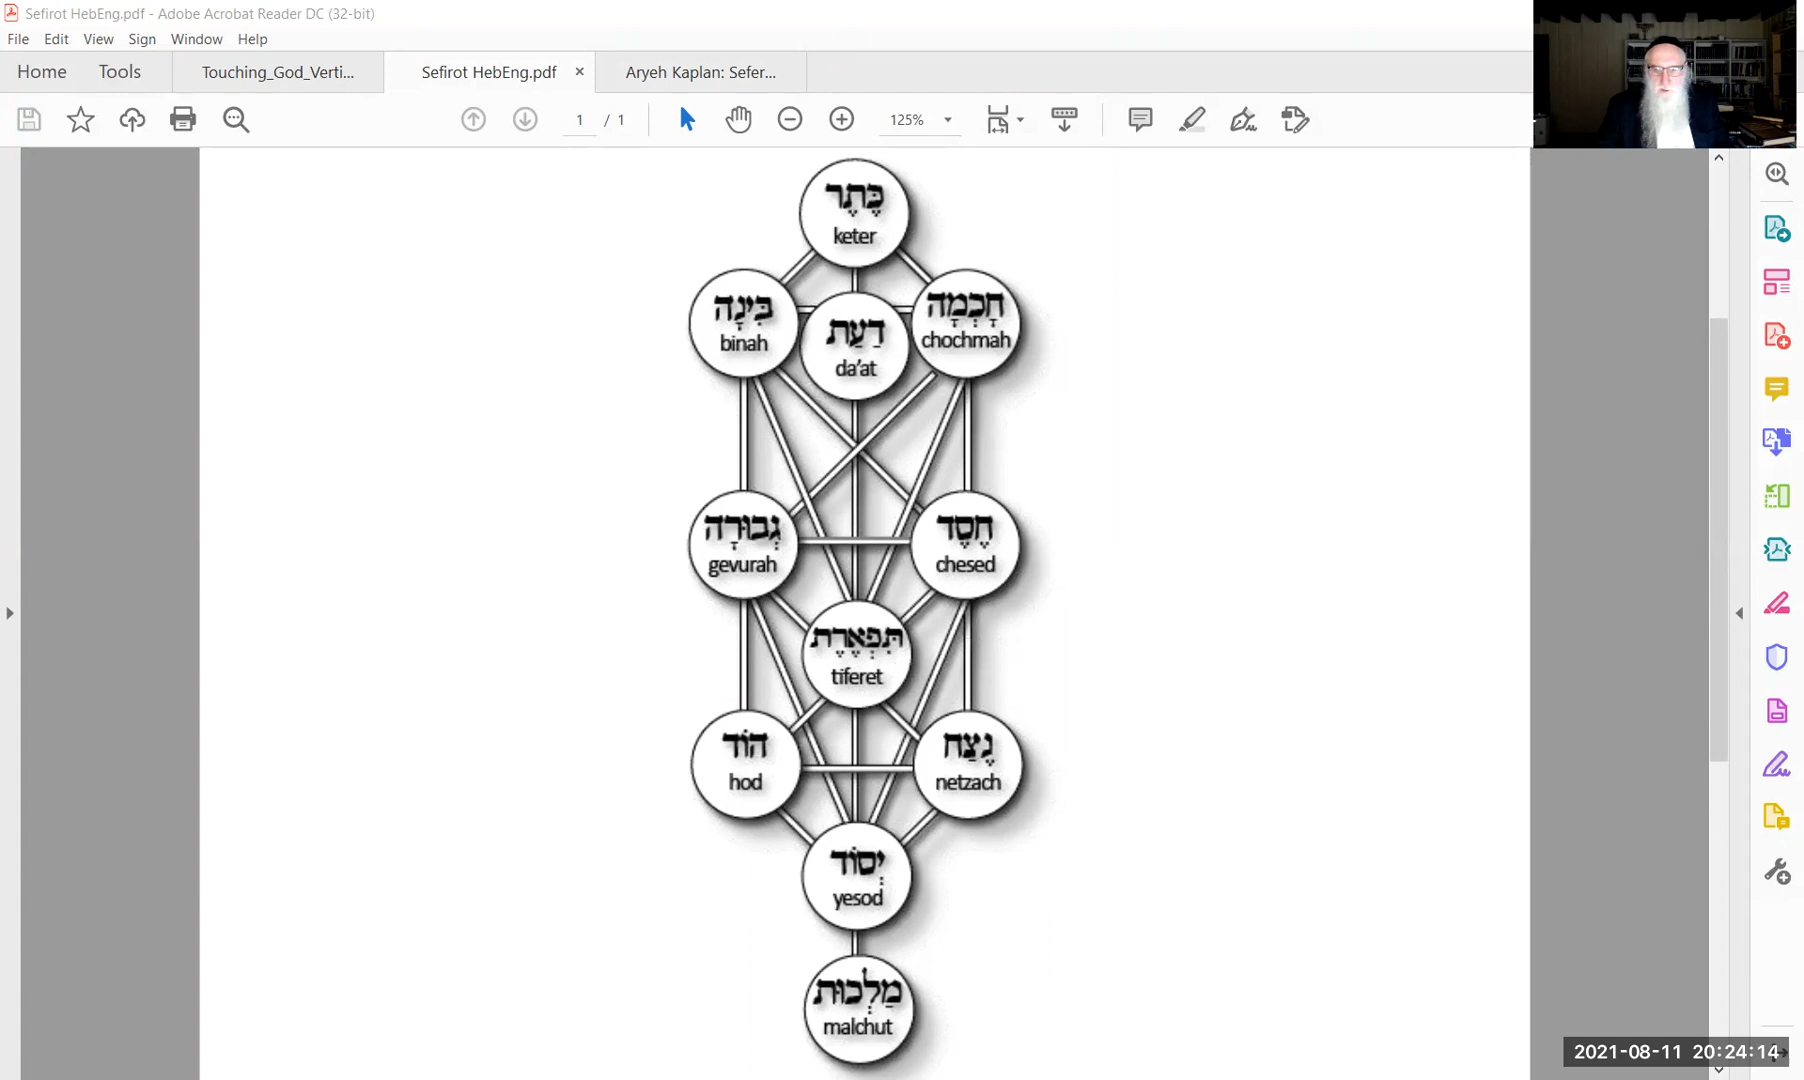 Sefirot HebEng.pdf - Adobe Acrobat Reader DC (32-bit)
File Edit View Sign Window Help
Home Tools Touching_God_Verti... Sefirot HebEng.pdf × Aryeh Kaplan: Sefer...
1 / 1 125%
כֶּתֶר
keter
בִּינָה
binah
דַעַת
da'at
חָכְמָה
chochmah
גְבוּרָה
gevurah
חֶסֶד
chesed
תִּפְאֶרֶת
tiferet
הוֹד
hod
נֶצַח
netzach
יְסוֹד
yesod
מַלְכוּת
malchut
2021-08-11 20:24:14